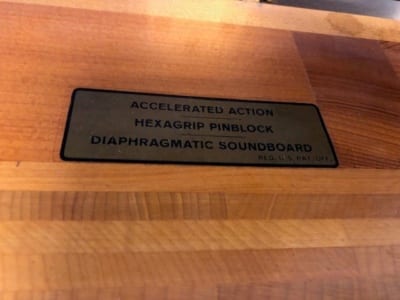 ACCELERATED ACTION
HEXAGRIP PINBLOCK
DIAPHRAGMATIC SOUNDBOARD
REG. U.S. PAT. OFF.